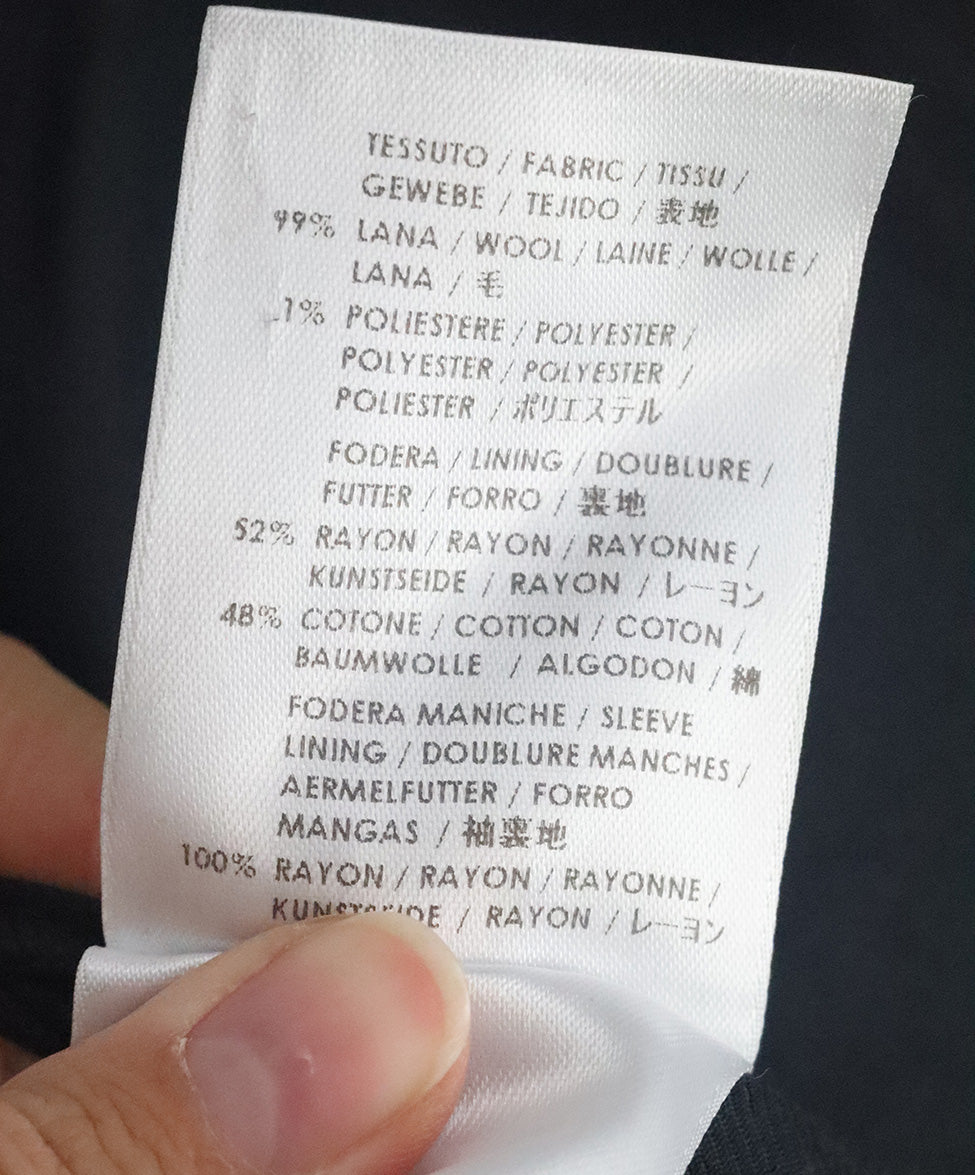 TESSUTO / FABRIC / TISSU /
GEWEBE / TEJIDO / 表地
99% LANA / WOOL / LAINE / WOLLE /
LANA / 毛
1% POLIESTERE / POLYESTER /
POLYESTER / POLYESTER /
POLIESTER / ポリエステル
FODERA / LINING / DOUBLURE /
FUTTER / FORRO / 裏地
52% RAYON / RAYON / RAYONNE /
KUNSTSEIDE / RAYON / レーヨン
48% COTONE / COTTON / COTON /
BAUMWOLLE / ALGODON / 綿
FODERA MANICHE / SLEEVE
LINING / DOUBLURE MANCHES /
AERMELFUTTER / FORRO
MANGAS / 袖裏地
100% RAYON / RAYON / RAYONNE /
KUNSTSEIDE / RAYON / レーヨン